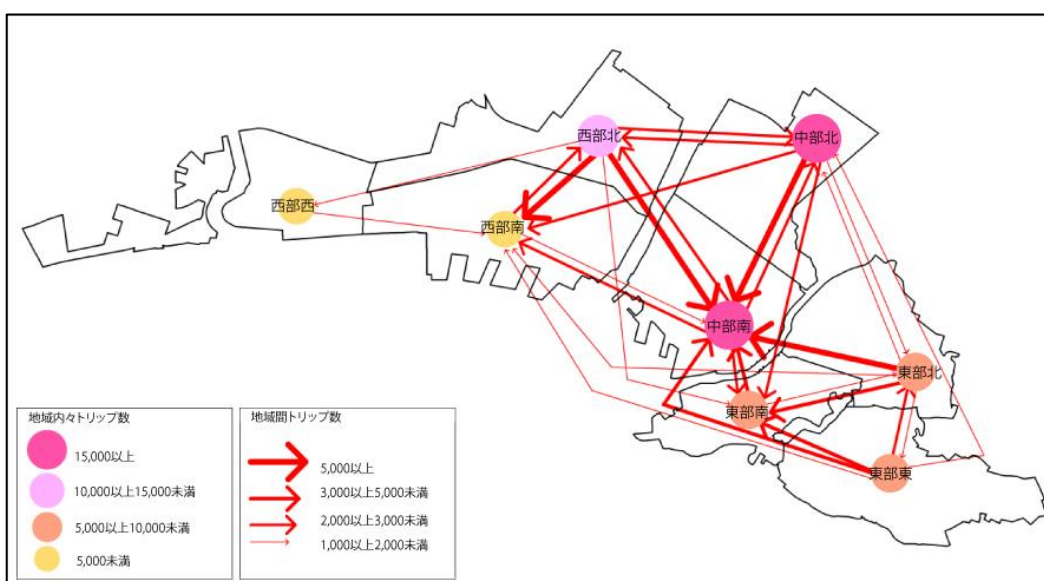 西部北
中部北
西部西
西部南
中部南
東部北
東部南
東部東
地域内々トリップ数
15,000以上
10,000以上15,000未満
5,000以上10,000未満
5,000未満
地域間トリップ数
5,000以上
3,000以上5,000未満
2,000以上3,000未満
1,000以上2,000未満